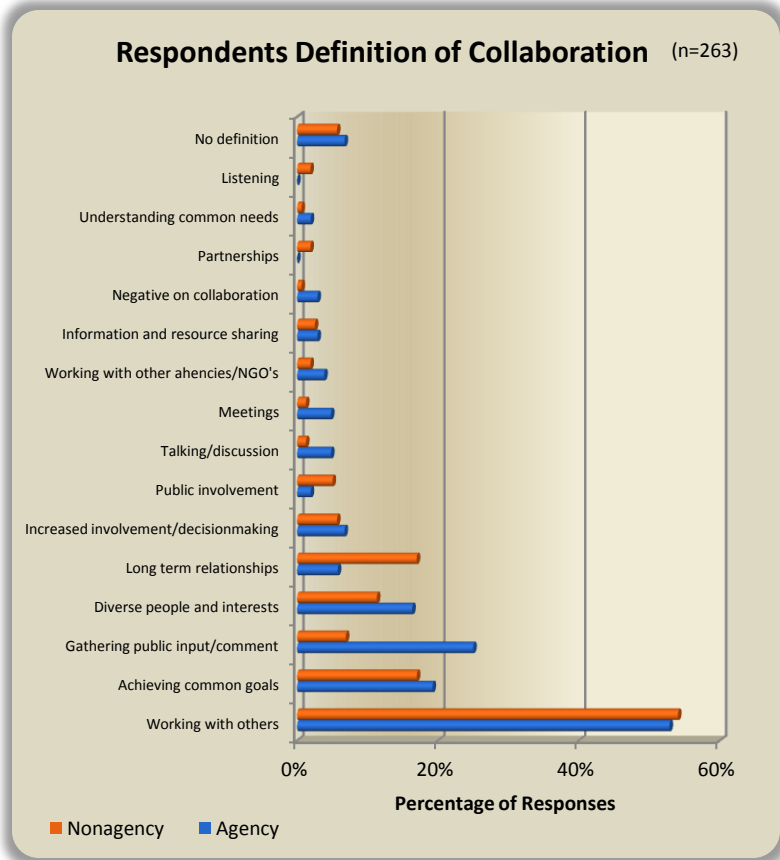 Respondents Definition of Collaboration (n=263)
No definition
Listening
Understanding common needs
Partnerships
Negative on collaboration
Information and resource sharing
Working with other ahencies/NGO's
Meetings
Talking/discussion
Public involvement
Increased involvement/decisionmaking
Long term relationships
Diverse people and interests
Gathering public input/comment
Achieving common goals
Working with others
0% 20% 40% 60%
Percentage of Responses
Nonagency Agency